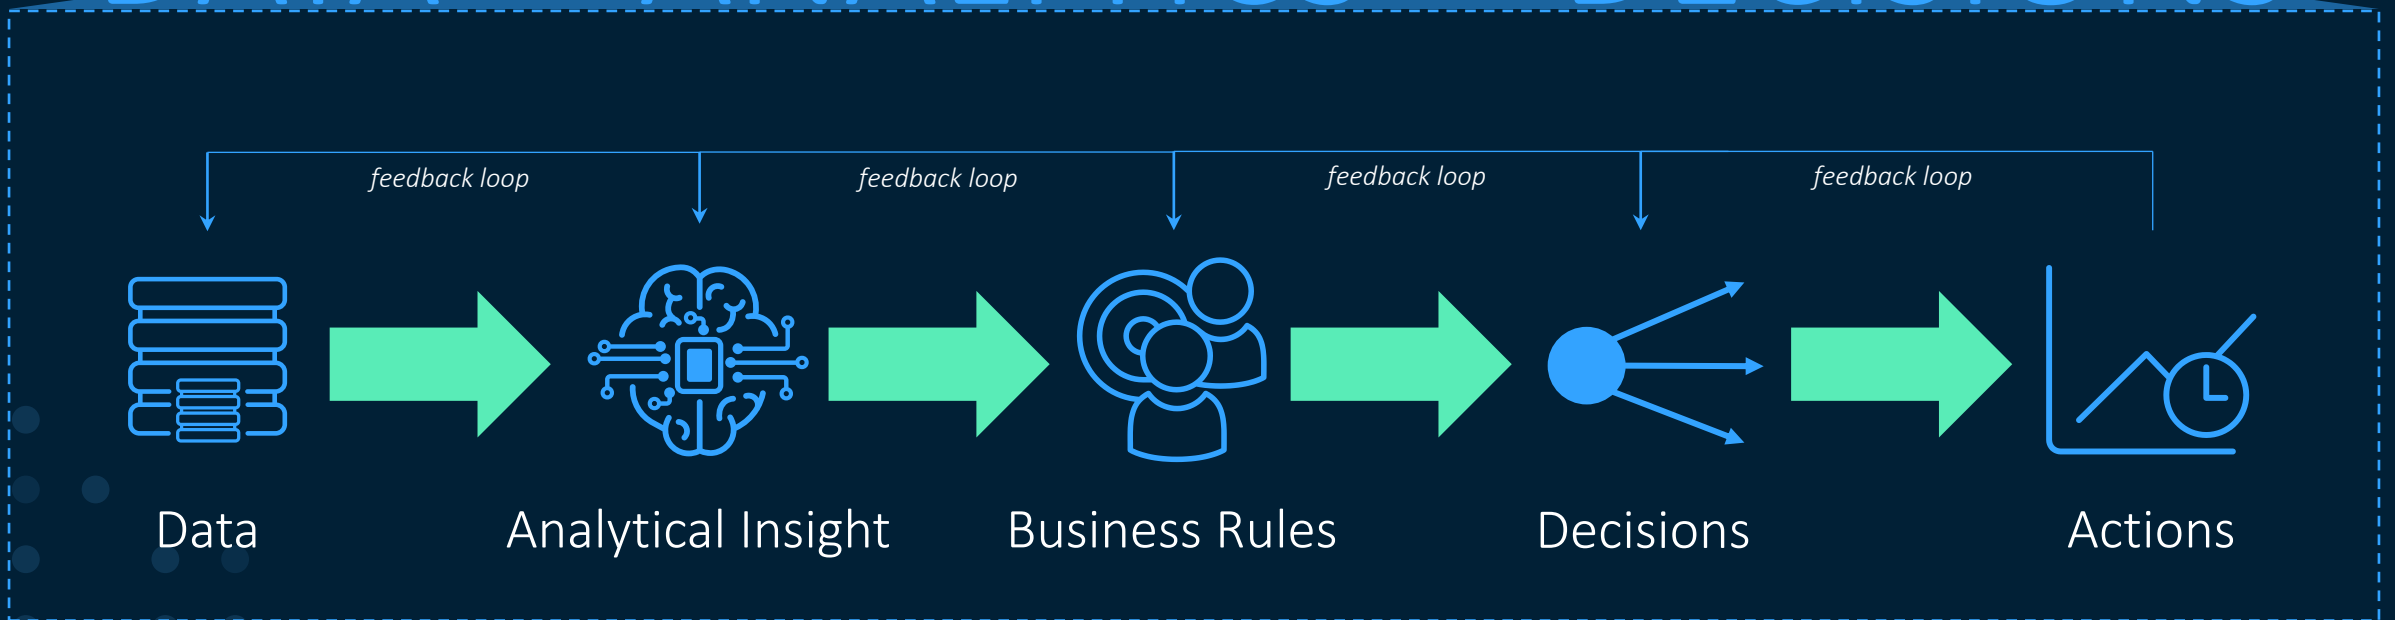 feedback loop feedback loop feedback loop feedback loop
Data Analytical Insight Business Rules Decisions Actions